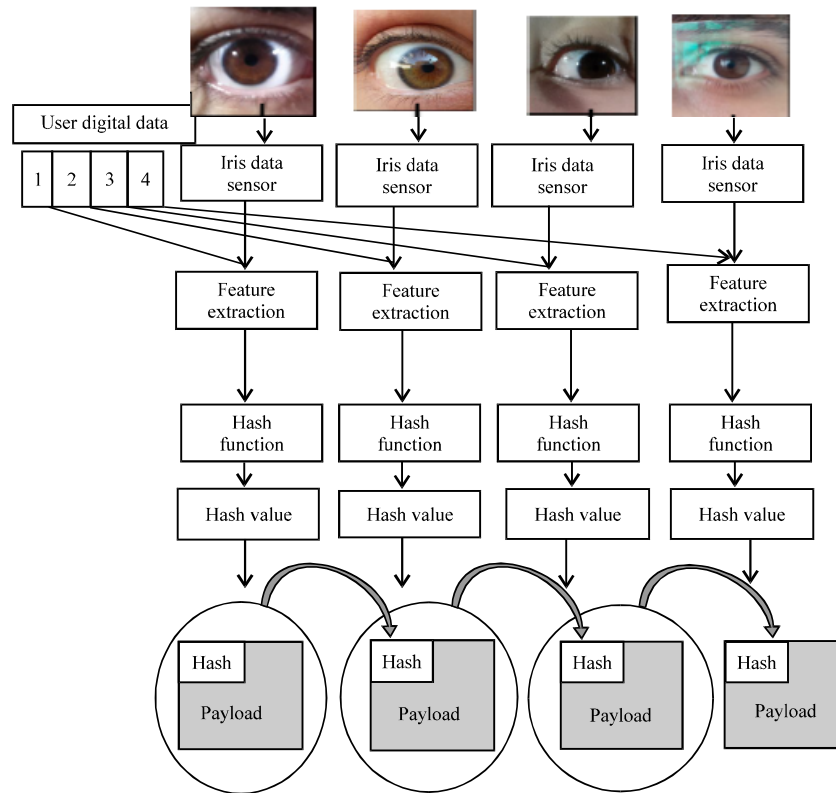 User digital data
1 2 3 4
Iris data
sensor
Iris data
sensor
Iris data
sensor
Iris data
sensor
Feature
extraction
Feature
extraction
Feature
extraction
Feature
extraction
Hash
function
Hash
function
Hash
function
Hash
function
Hash value
Hash value
Hash value
Hash value
Hash
Payload
Hash
Payload
Hash
Payload
Hash
Payload